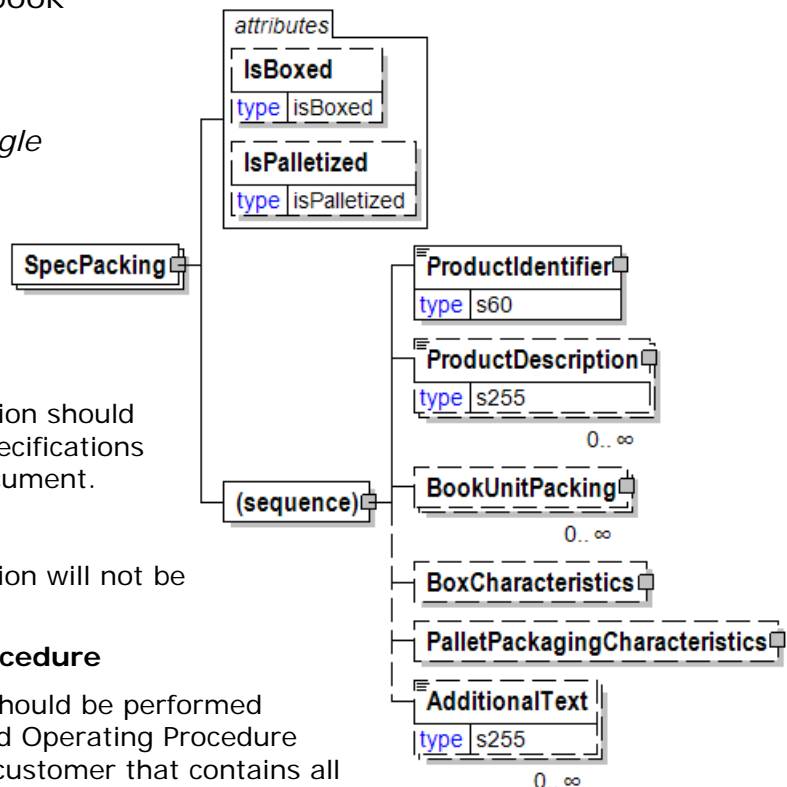 attributes
IsBoxed
type isBoxed
IsPalletized
type isPalletized
SpecPacking
ProductIdentifier
type s60
ProductDescription
type s255
0.. ∞
(sequence)
BookUnitPacking
0.. ∞
BoxCharacteristics
PalletPackagingCharacteristics
AdditionalText
type s255
0.. ∞
ook
gle
ion should
ecifications
cument.
ion will not be
cedure
hould be performed
d Operating Procedure
customer that contains all